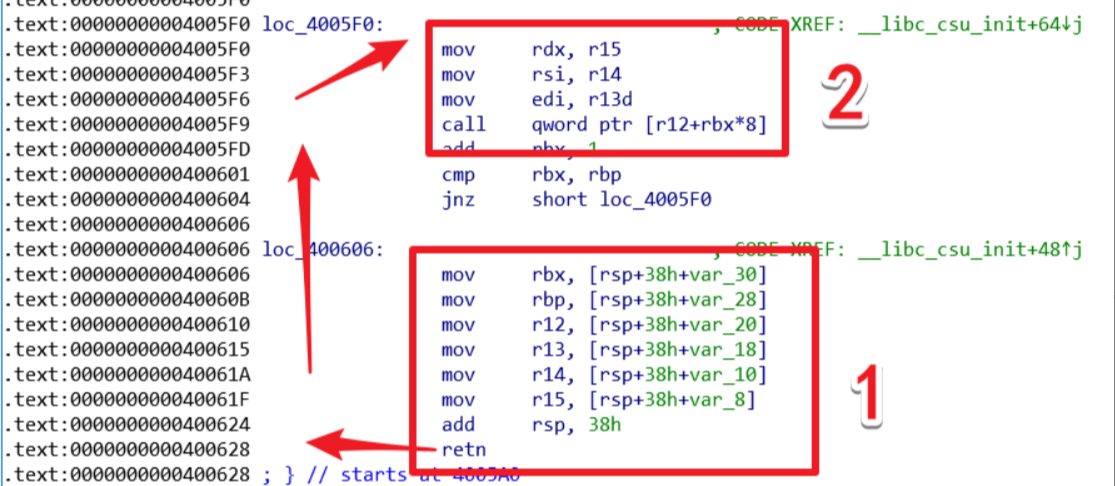 .text:00000000004005F0
.text:00000000004005F0 loc_4005F0: ; CODE XREF: __libc_csu_init+64↓j
.text:00000000004005F0 mov rdx, r15
.text:00000000004005F3 mov rsi, r14
.text:00000000004005F6 mov edi, r13d
.text:00000000004005F9 call qword ptr [r12+rbx*8]
.text:00000000004005FD add rbx, 1
.text:0000000000400601 cmp rbx, rbp
.text:0000000000400604 jnz short loc_4005F0
.text:0000000000400606
.text:0000000000400606 loc_400606: ; CODE XREF: __libc_csu_init+48↑j
.text:0000000000400606 mov rbx, [rsp+38h+var_30]
.text:000000000040060B mov rbp, [rsp+38h+var_28]
.text:0000000000400610 mov r12, [rsp+38h+var_20]
.text:0000000000400615 mov r13, [rsp+38h+var_18]
.text:000000000040061A mov r14, [rsp+38h+var_10]
.text:000000000040061F mov r15, [rsp+38h+var_8]
.text:0000000000400624 add rsp, 38h
.text:0000000000400628 retn
.text:0000000000400628 ; } // starts at 4005A0
2
1